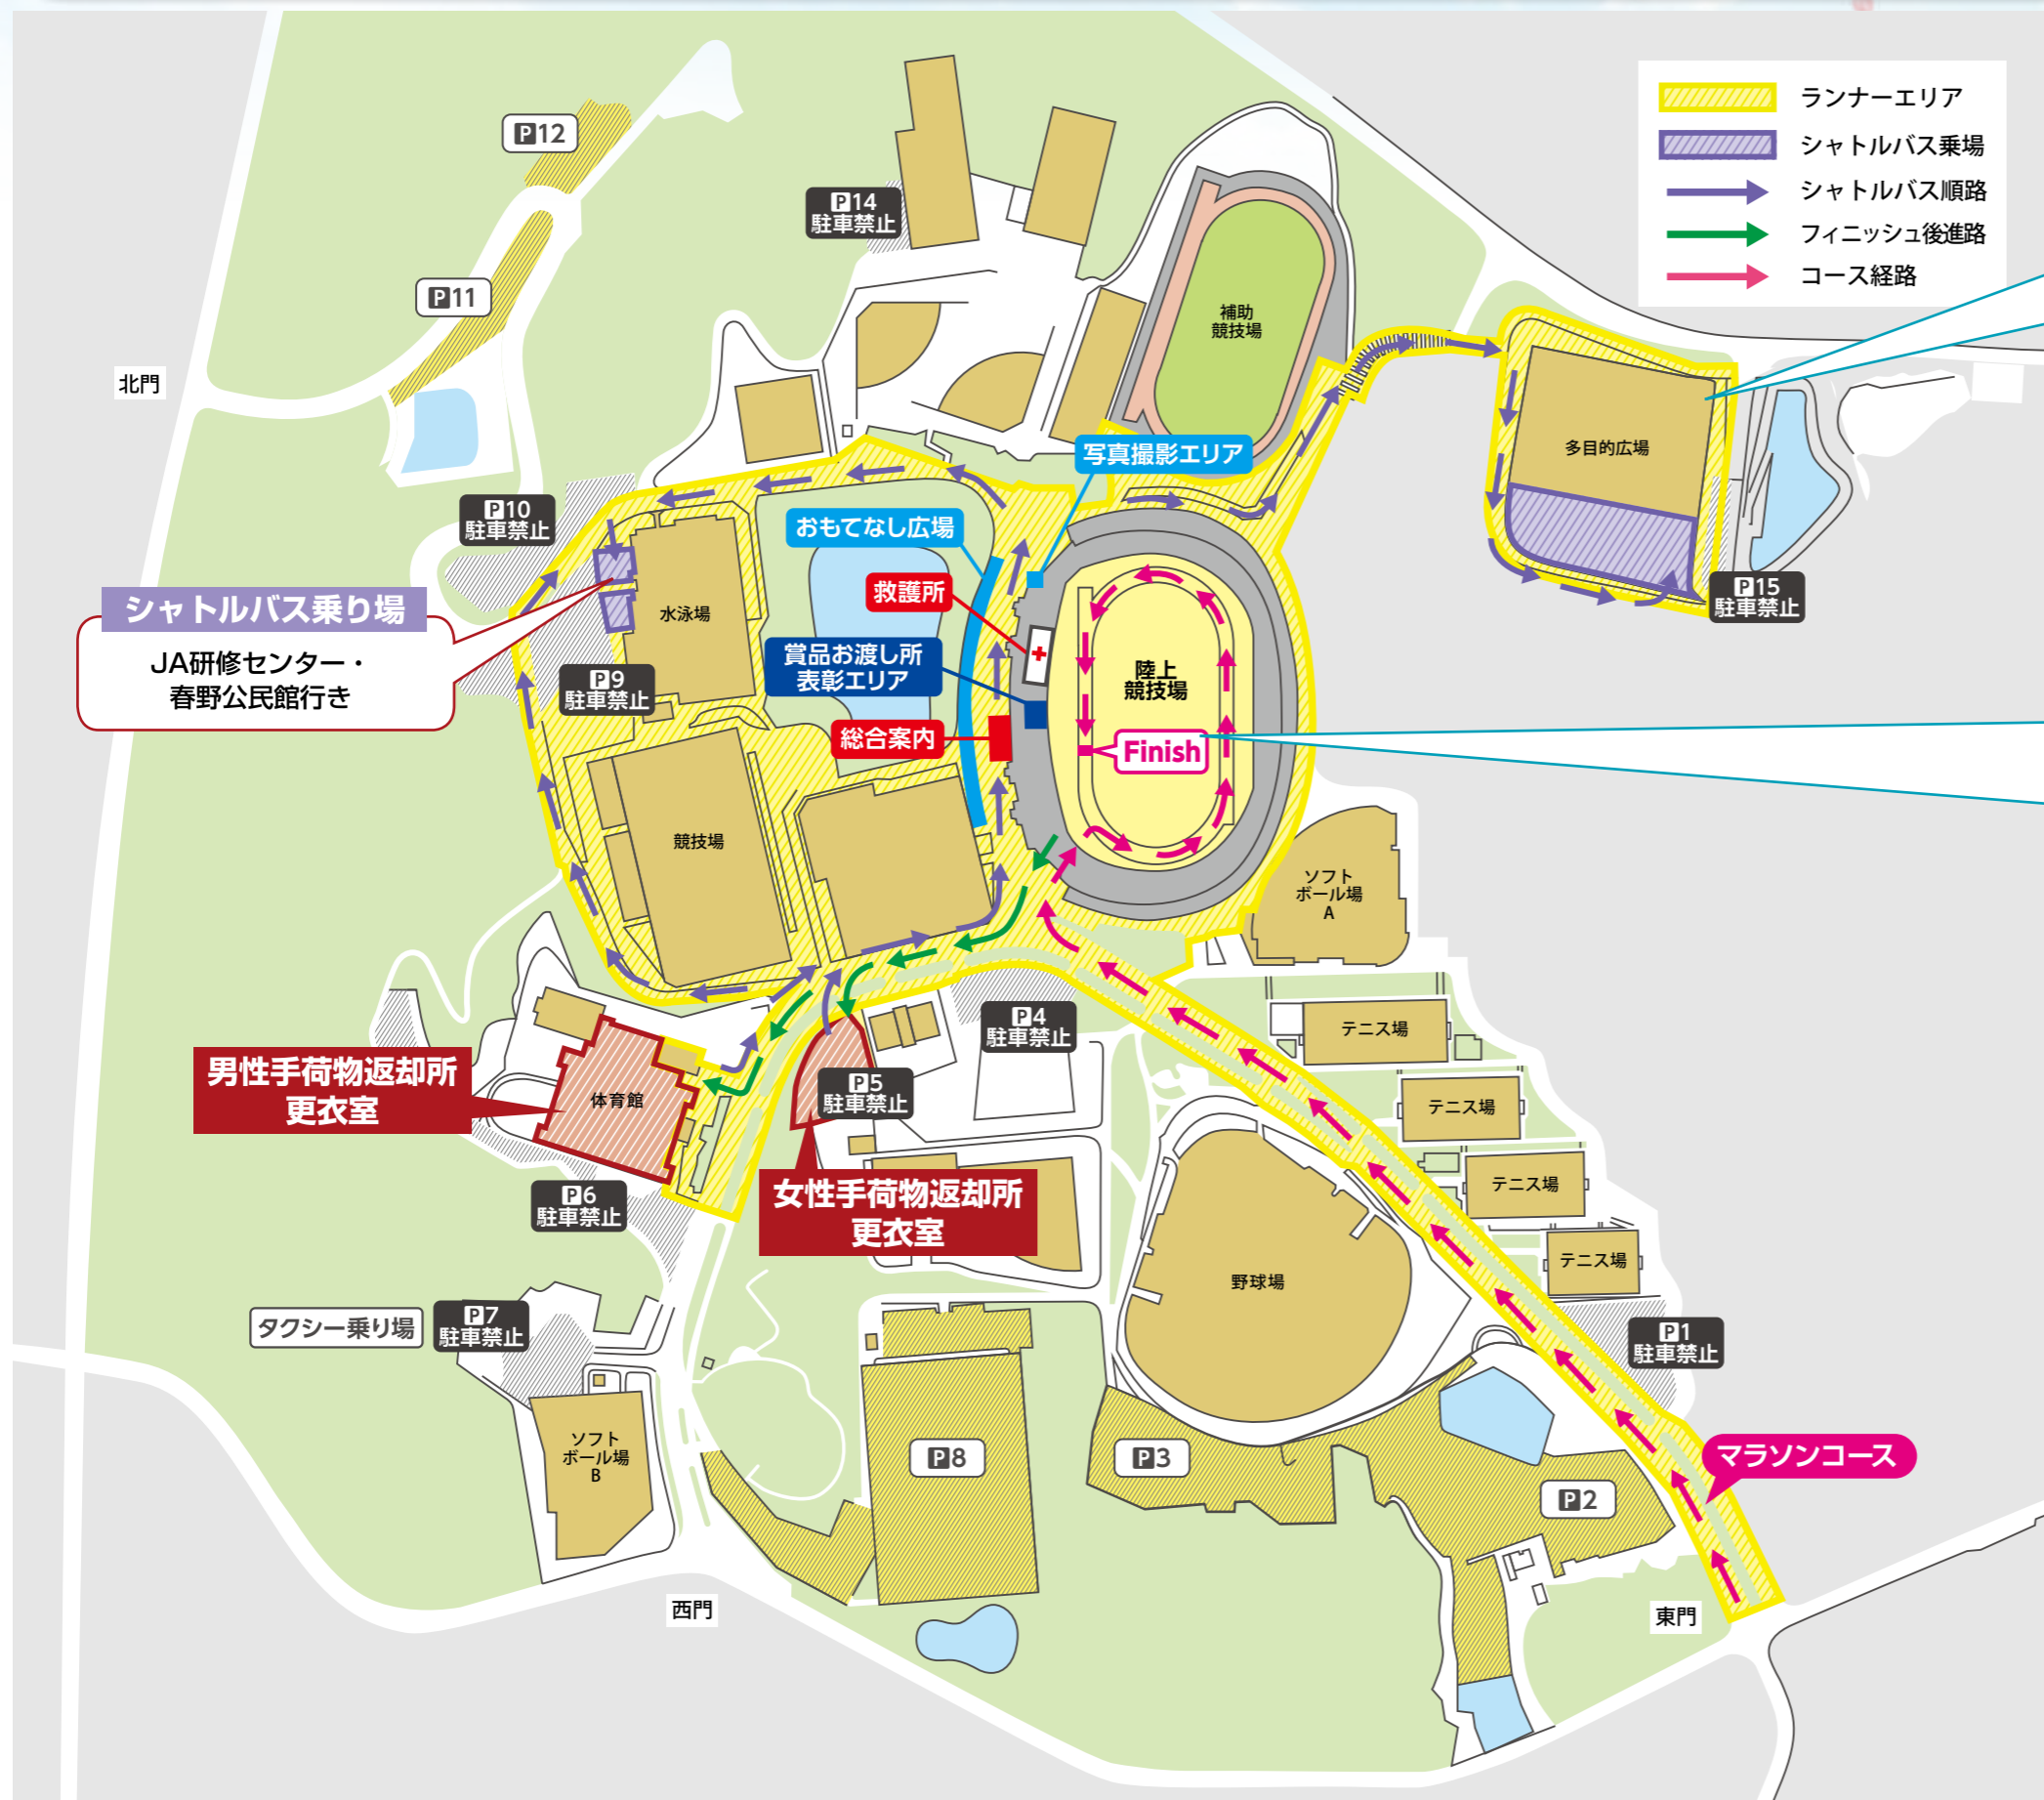 ランナーエリア
シャトルバス乗場
シャトルバス順路
フィニッシュ後進路
コース経路
P12
P14
駐車禁止
P11
補助
競技場
北門
多目的広場
写真撮影エリア
P10
駐車禁止
おもてなし広場
救護所
P15
駐車禁止
シャトルバス乗り場
JA研修センター・
春野公民館行き
水泳場
P9
駐車禁止
賞品お渡し所
表彰エリア
陸上
競技場
総合案内
Finish
競技場
ソフト
ボール場
A
P4
駐車禁止
テニス場
男性手荷物返却所
更衣室
体育館
P5
駐車禁止
テニス場
P6
駐車禁止
女性手荷物返却所
更衣室
テニス場
テニス場
野球場
タクシー乗り場
P7
駐車禁止
P1
駐車禁止
ソフト
ボール場
B
P8
P3
マラソンコース
P2
西門
東門